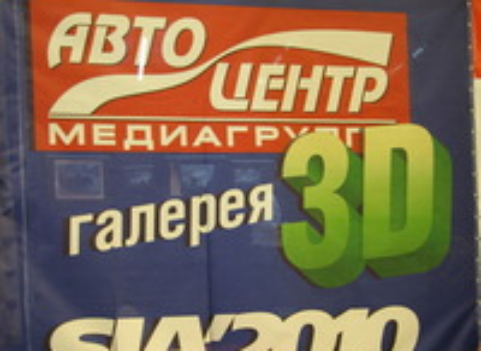 АВТО
ЦЕНТР
МЕДИАГРУПП
галерея 3D
SIA'2010